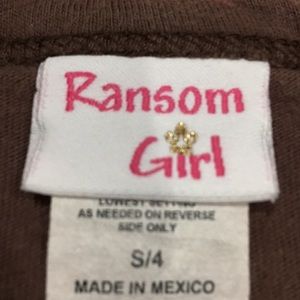 Ransom
Girl
LOWEST SETTING
AS NEEDED ON REVERSE
SIDE ONLY
S/4
MADE IN MEXICO